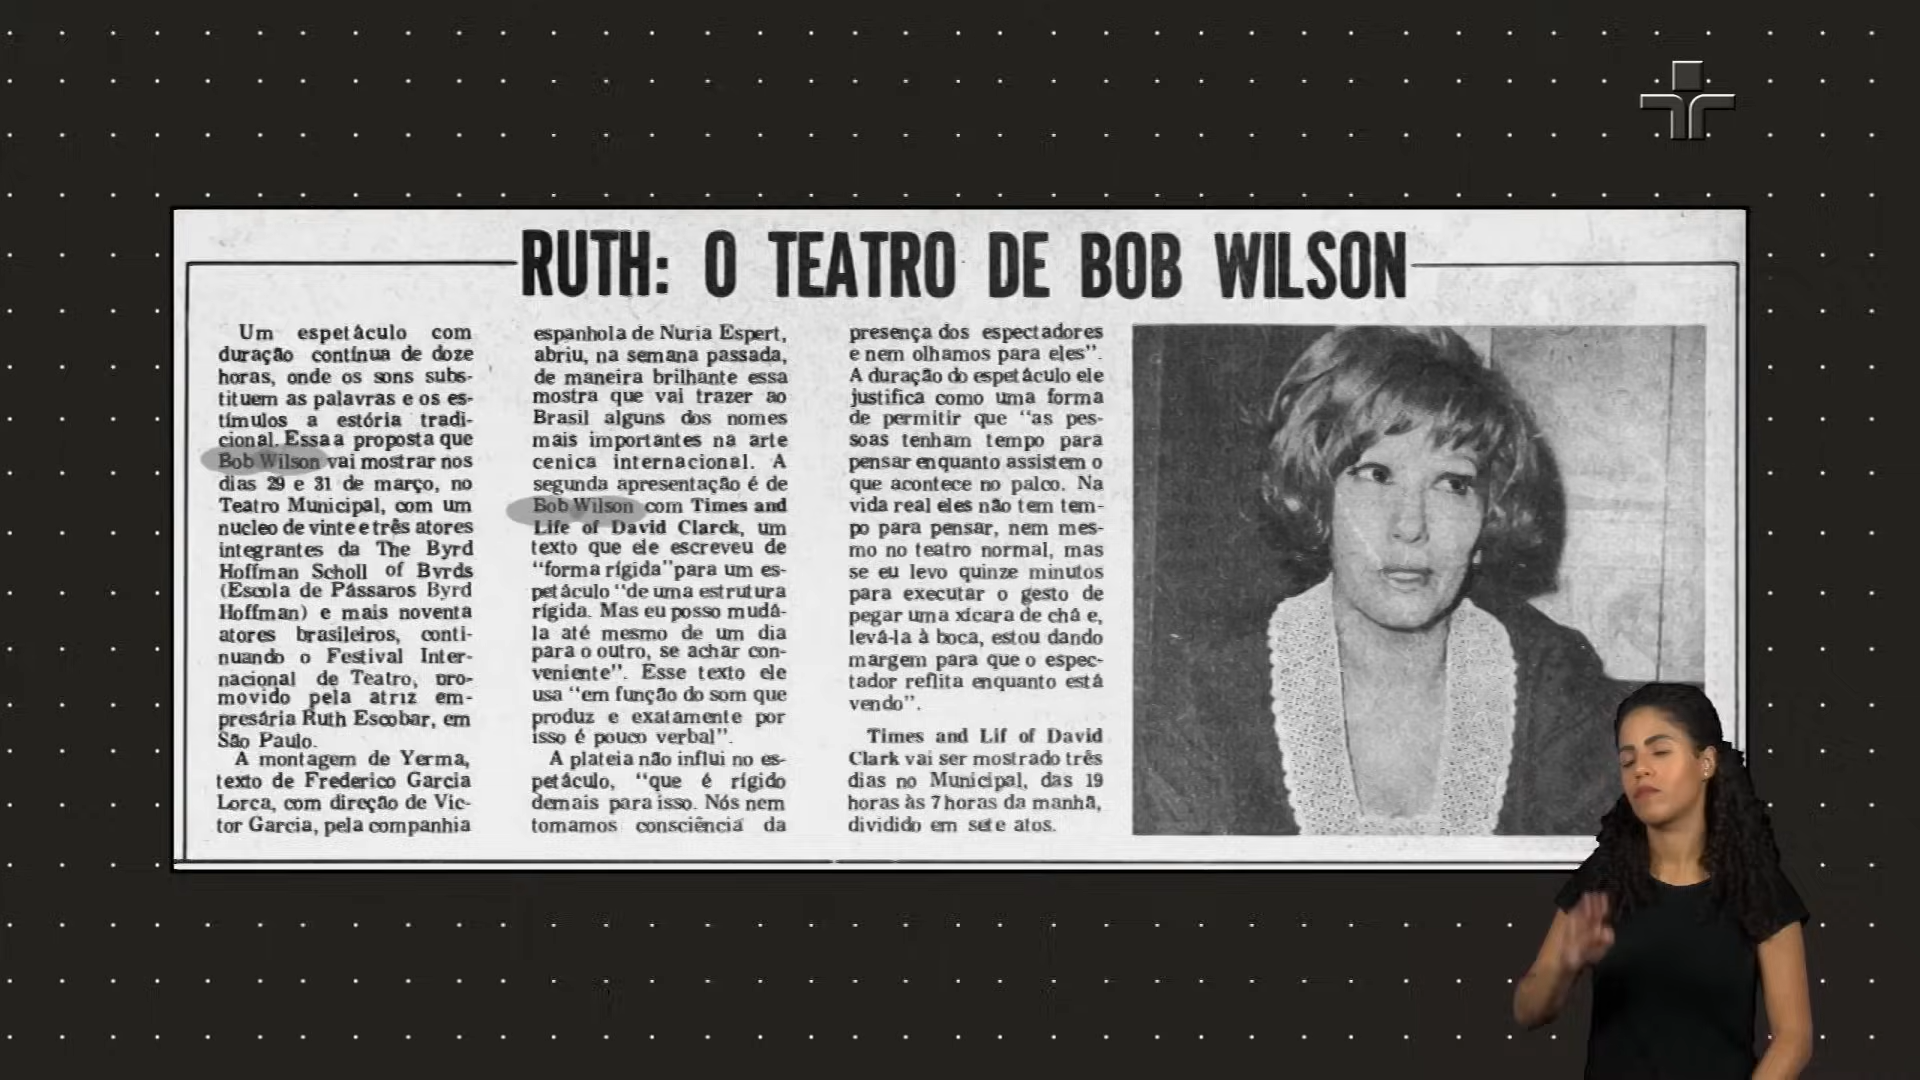 RUTH: O TEATRO DE BOB WILSON
Um espetáculo com
duração contínua de doze
horas, onde os sons subs-
tituem as palavras e os es-
tímulos a estória tradi-
cional. Essa a proposta que
Bob Wilson vai mostrar nos
dias 29 e 31 de março, no
Teatro Municipal, com um
nucleo de vinte e três atores
integrantes da The Byrd
Hoffman Scholl of Byrds
(Escola de Pássaros Byrd
Hoffman) e mais noventa
atores brasileiros, conti-
nuando o Festival Inter-
nacional de Teatro, pro-
movido pela atriz em-
presária Ruth Escobar, em
São Paulo.
A montagem de Yerma,
texto de Frederico Garcia
Lorca, com direção de Vic-
tor Garcia, pela companhia
espanhola de Nuria Espert,
abriu, na semana passada,
de maneira brilhante essa
mostra que vai trazer ao
Brasil alguns dos nomes
mais importantes na arte
cenica internacional. A
segunda apresentação é de
Bob Wilson com Times and
Life of David Clarck, um
texto que ele escreveu de
“forma rígida” para um es-
petáculo “de uma estrutura
rígida. Mas eu posso mudá-
la até mesmo de um dia
para o outro, se achar con-
veniente”. Esse texto ele
usa “em função do som que
produz e exatamente por
isso é pouco verbal”.
A plateia não influi no es-
petáculo, “que é rígido
demais para isso. Nós nem
tomamos consciência da
presença dos espectadores
e nem olhamos para eles”.
A duração do espetáculo ele
justifica como uma forma
de permitir que “as pes-
soas tenham tempo para
pensar enquanto assistem o
que acontece no palco. Na
vida real eles não tem tem-
po para pensar, nem mes-
mo no teatro normal, mas
se eu levo quinze minutos
para executar o gesto de
pegar uma xícara de chá e,
levá-la à boca, estou dando
margem para que o espec-
tador reflita enquanto está
vendo”.
Times and Lif of David
Clark vai ser mostrado três
dias no Municipal, das 19
horas às 7 horas da manhã,
dividido em sete atos.